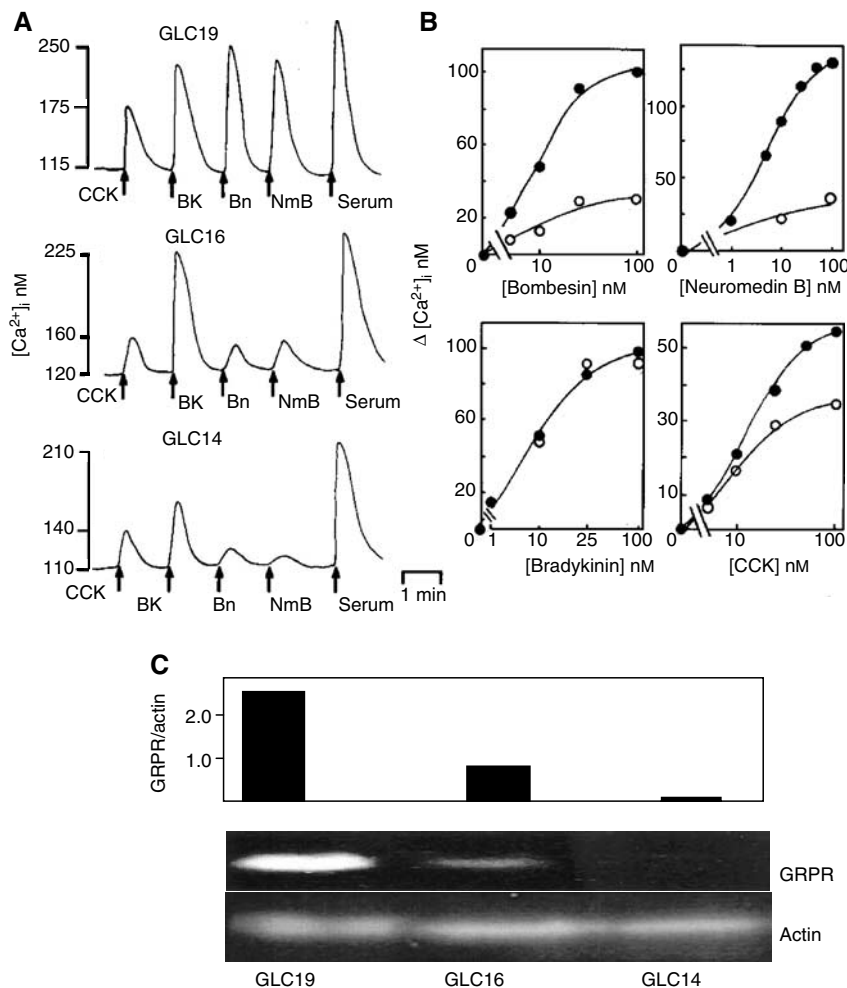 A
GLC19
250
175
115
CCK
BK
Bn
NmB
Serum
GLC16
225
160
120
[Ca2+]i nM
CCK
BK
Bn
NmB
Serum
GLC14
210
140
110
CCK
BK
Bn
NmB
Serum
1 min
B
Δ [Ca2+]i nM
100
60
20
0
10
100
[Bombesin] nM
130
50
0
1
10
100
[Neuromedin B] nM
100
60
20
0
1
10
25
100
[Bradykinin] nM
50
30
10
0
10
100
[CCK] nM
C
GRPR/actin
2.0
1.0
GRPR
Actin
GLC19
GLC16
GLC14